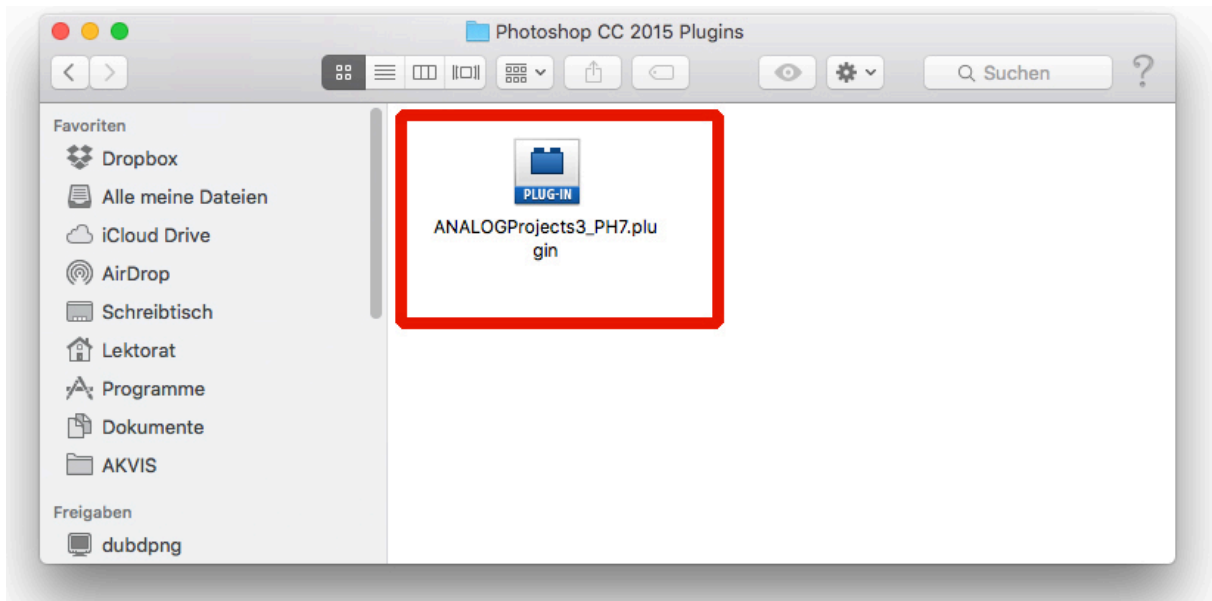 Photoshop CC 2015 Plugins
Suchen
?
Favoriten
Dropbox
Alle meine Dateien
iCloud Drive
AirDrop
Schreibtisch
Lektorat
Programme
Dokumente
AKVIS
Freigaben
dubdpng
PLUG-IN
ANALOGProjects3_PH7.plu
gin